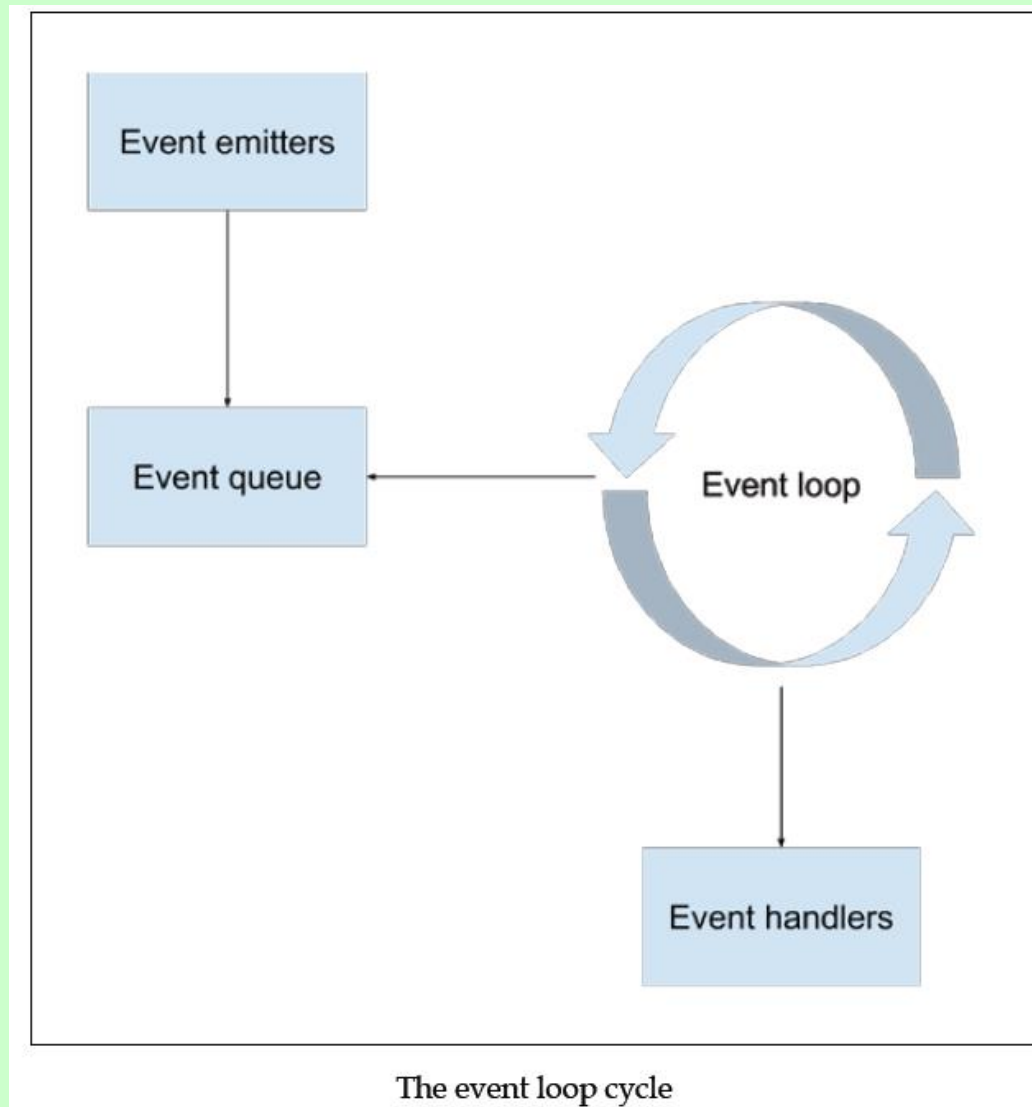 Event emitters
Event queue
Event loop
Event handlers
The event loop cycle